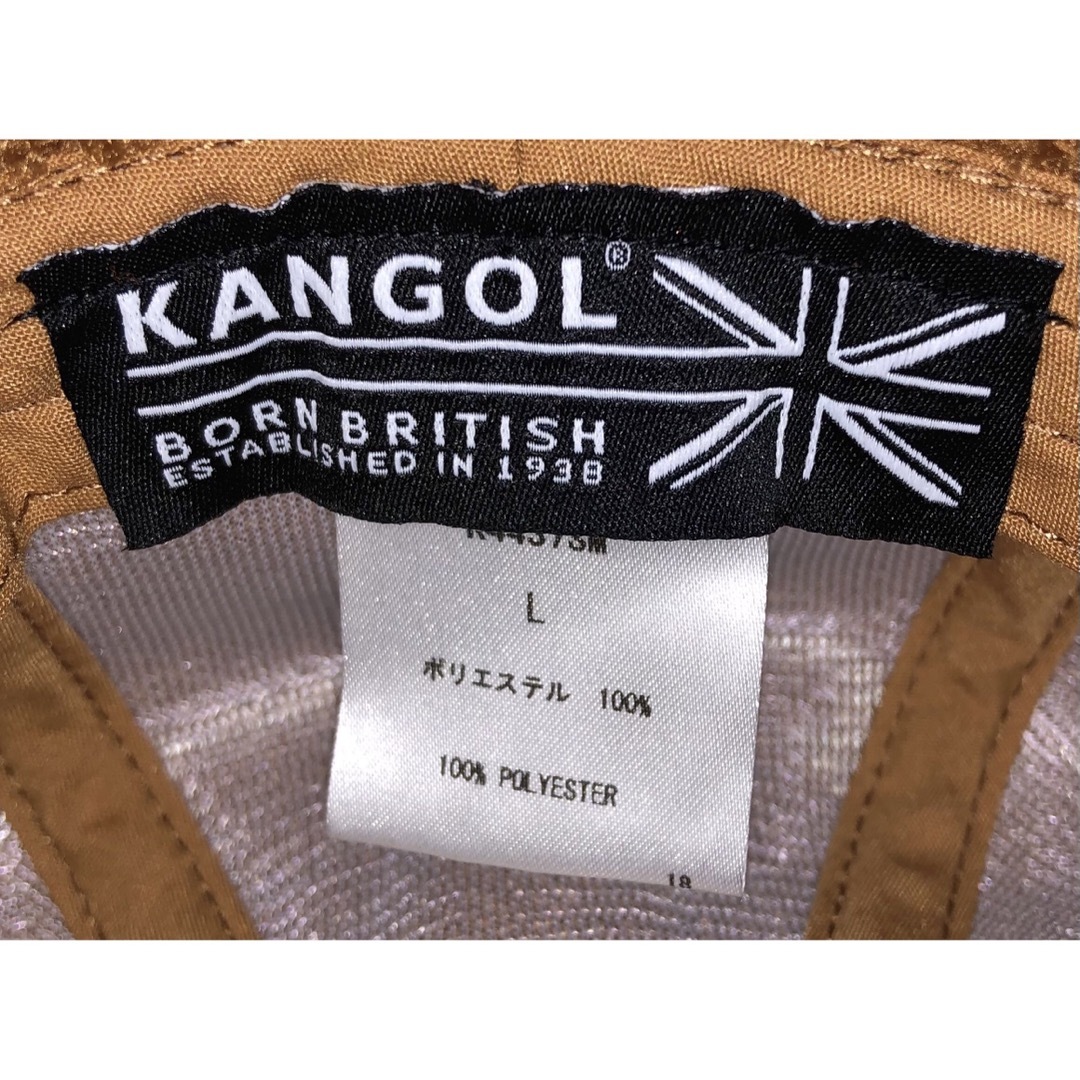 KANGOL®
BORN BRITISH
ESTABLISHED IN 1938
L
ポリエステル 100%
100% POLYESTER
18